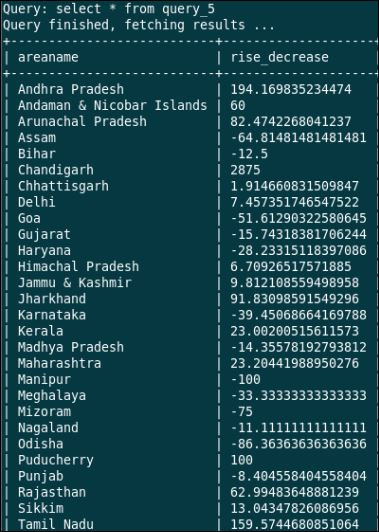 Query: select * from query_5
Query finished, fetching results ...
+---------------------------+--------------------
| areaname | rise_decrease |
+---------------------------+--------------------
| Andhra Pradesh | 194.169835234474
| Andaman & Nicobar Islands | 60
| Arunachal Pradesh | 82.4742268041237
| Assam | -64.81481481481481
| Bihar | -12.5
| Chandigarh | 2875
| Chhattisgarh | 1.914660831509847
| Delhi | 7.457351746547522
| Goa | -51.61290322580645
| Gujarat | -15.74318381706244
| Haryana | -28.23315118397086
| Himachal Pradesh | 6.70926517571885
| Jammu & Kashmir | 9.812108559498958
| Jharkhand | 91.83098591549296
| Karnataka | -39.45068664169788
| Kerala | 23.00200515611573
| Madhya Pradesh | -14.35578192793812
| Maharashtra | 23.20441988950276
| Manipur | -100
| Meghalaya | -33.33333333333333
| Mizoram | -75
| Nagaland | -11.11111111111111
| Odisha | -86.36363636363636
| Puducherry | 100
| Punjab | -8.404558404558404
| Rajasthan | 62.99483648881239
| Sikkim | 13.04347826086956
| Tamil Nadu | 159.5744680851064